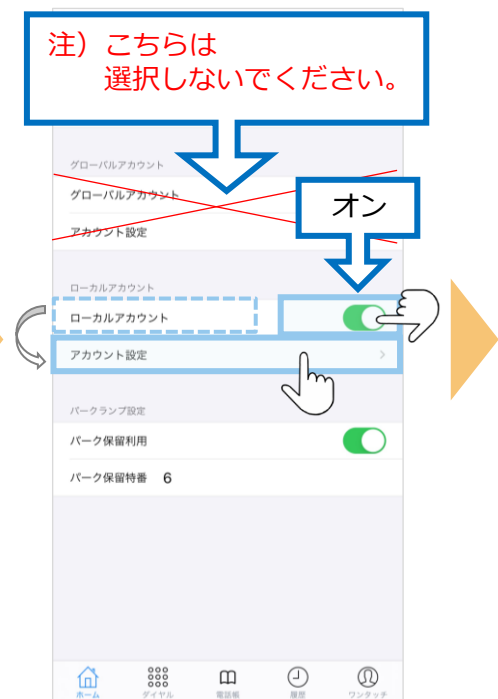 注）こちらは
選択しないでください。
グローバルアカウント
グローバルアカウント
オン
アカウント設定
ローカルアカウント
ローカルアカウント
アカウント設定
パークランプ設定
パーク保留利用
パーク保留特番 6
ホーム ダイヤル 電話帳 履歴 ワンタッチ